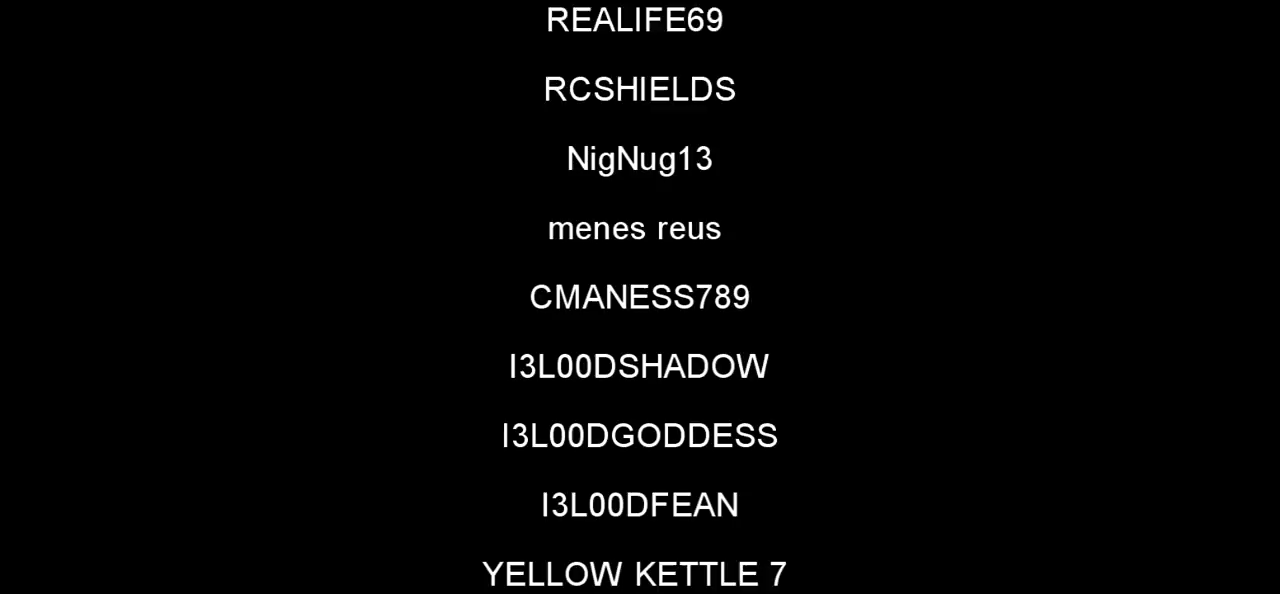 REALIFE69
RCSHIELDS
NigNug13
menes reus
CMANESS789
I3L00DSHADOW
I3L00DGODDESS
I3L00DFEAN
YELLOW KETTLE 7